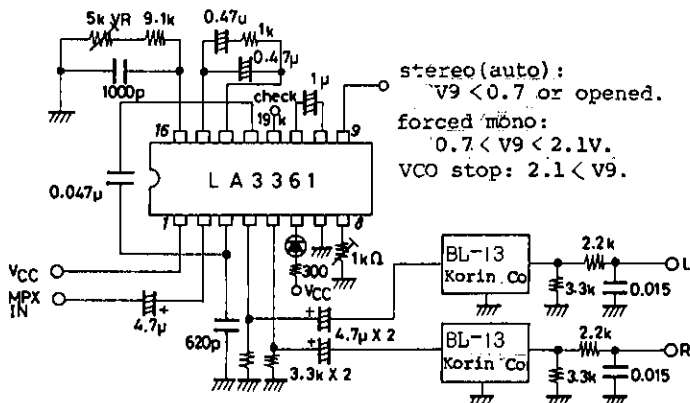 5k VR 9.1k
1000p
0.47u
1k
0.47μ
1μ
check
19k
stereo(auto):
V9 <0.7 or opened.
forced mono:
0.7< V9 < 2.1V.
VCO stop: 2.1< V9.
16
9
LA3361
0.047μ
1
8
1kΩ
300
VCC
VCC
MPX
IN
4.7μ
+
620p
+
4.7μ X 2
+
3.3k X 2
BL-13
Korin Co
2.2k
L
3.3k
0.015
BL-13
Korin Co
2.2k
R
3.3k
0.015